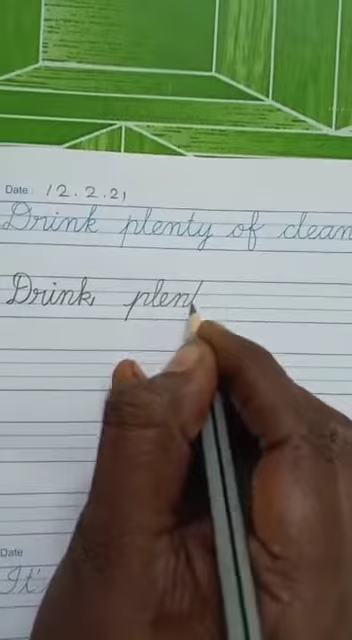 Date : 12.2.21
Drink plenty of clean
Drink plen
Date
It's